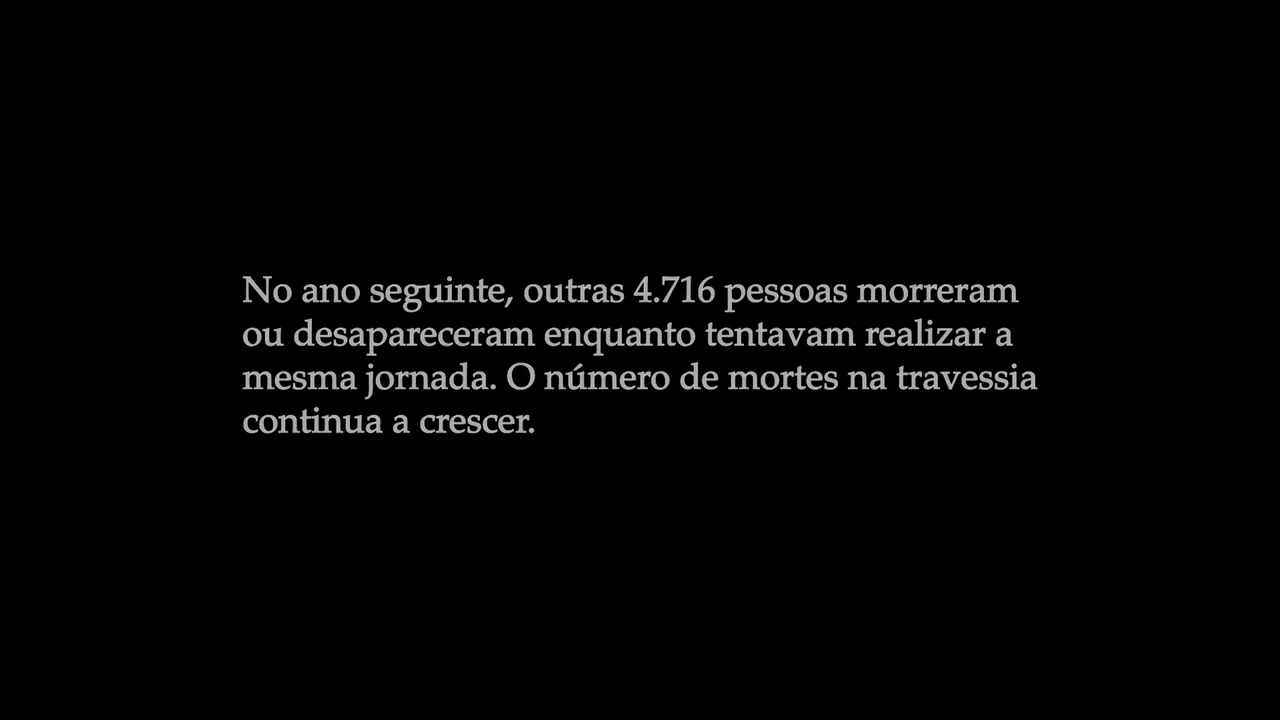 No ano seguinte, outras 4.716 pessoas morreram
ou desapareceram enquanto tentavam realizar a
mesma jornada. O número de mortes na travessia
continua a crescer.